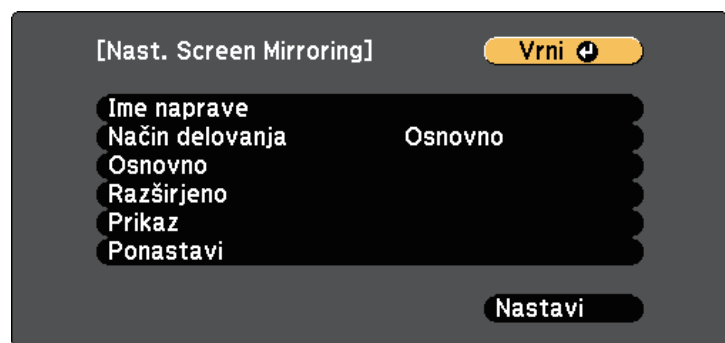 [Nast. Screen Mirroring] Vrni
Ime naprave
Način delovanja Osnovno
Osnovno
Razširjeno
Prikaz
Ponastavi
Nastavi